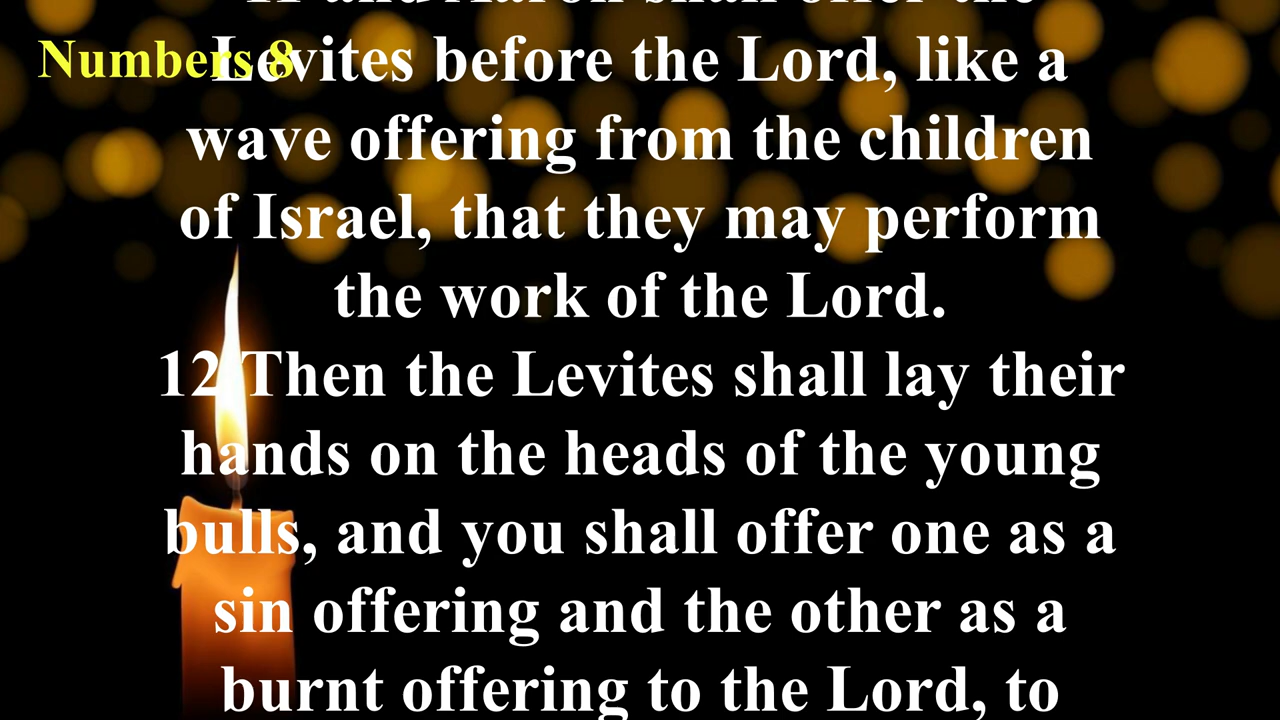 11 and Aaron shall offer the
Numbers 8
Levites before the Lord, like a
wave offering from the children
of Israel, that they may perform
the work of the Lord.
12 Then the Levites shall lay their
hands on the heads of the young
bulls, and you shall offer one as a
sin offering and the other as a
burnt offering to the Lord, to